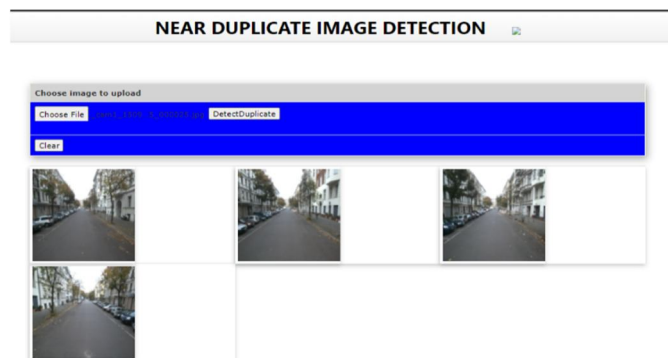 NEAR DUPLICATE IMAGE DETECTION
Choose image to upload
Choose File DetectDuplicate
Clear